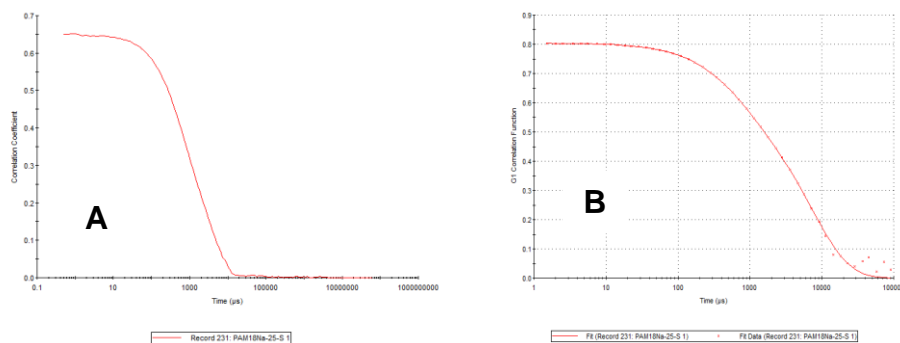 0.7
0.6
0.5
0.4
0.3
0.2
0.1
0.0
Correlation Coefficient
A
0.1 10 1000 100000 10000000 1000000000
Time (µs)
Record 231: PAM18Na-25-S 1
1.0
0.9
0.8
0.7
0.6
0.5
0.4
0.3
0.2
0.1
0.0
G1 Correlation Function
B
1 10 100 1000 10000 10000
Time (µs)
Fit (Record 231: PAM18Na-25-S 1) Fit Data (Record 231: PAM18Na-25-S 1)